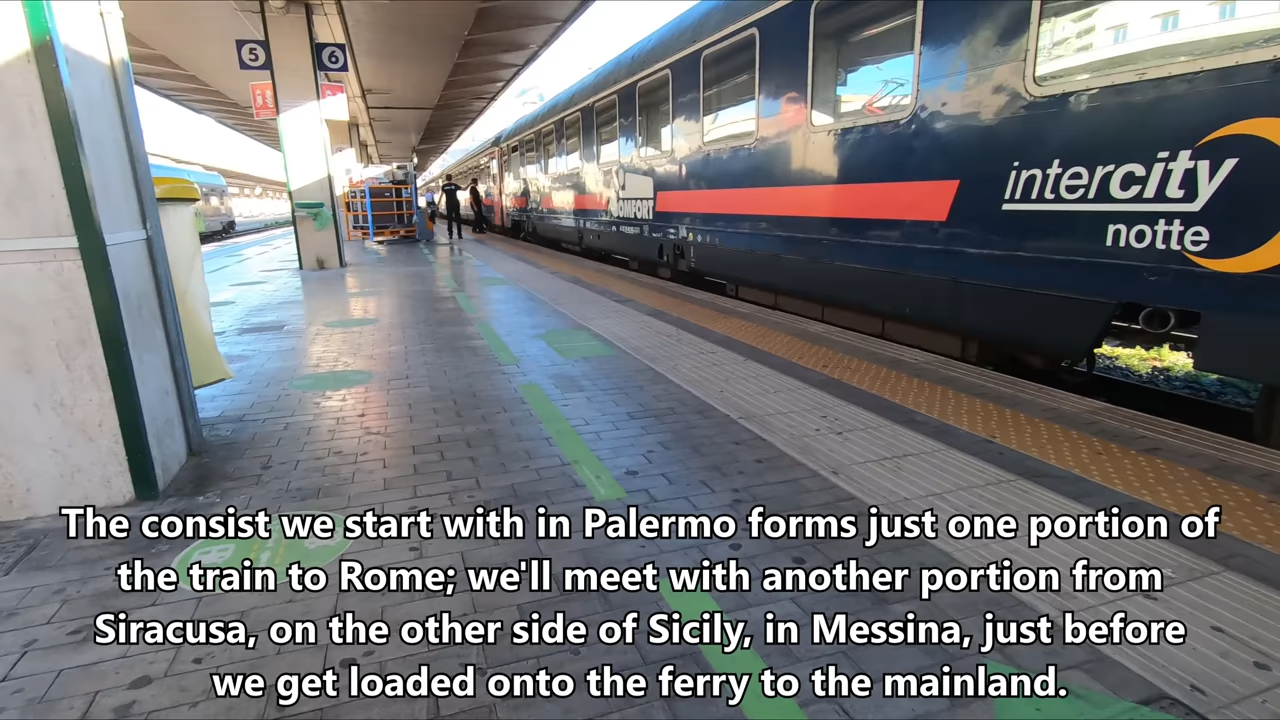 5
6
intercity
notte
COMFORT
The consist we start with in Palermo forms just one portion of
the train to Rome; we'll meet with another portion from
Siracusa, on the other side of Sicily, in Messina, just before
we get loaded onto the ferry to the mainland.